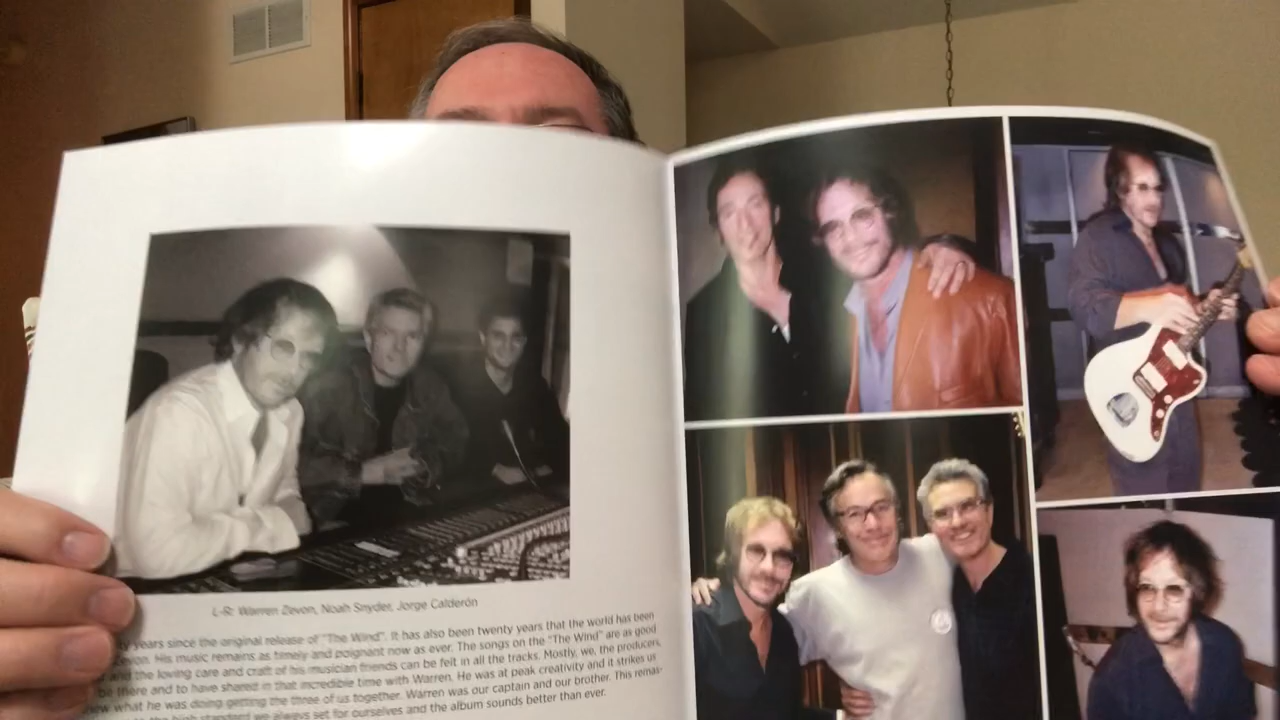 L-R: Warren Zevon, Noah Snyder, Jorge Calderón
years since the original release of "The Wind". It has also been twenty years that the world has been
Zevon. His music remains as timely and poignant now as ever. The songs on the "The Wind" are as good
and the loving care and craft of his musician friends can be felt in all the tracks. Mostly, we, the producers,
be there and to have shared in that incredible time with Warren. He was at peak creativity and it strikes us
what he was doing getting the three of us together. Warren was our captain and our brother. This remas-
the high standard we always set for ourselves and the album sounds better than ever.